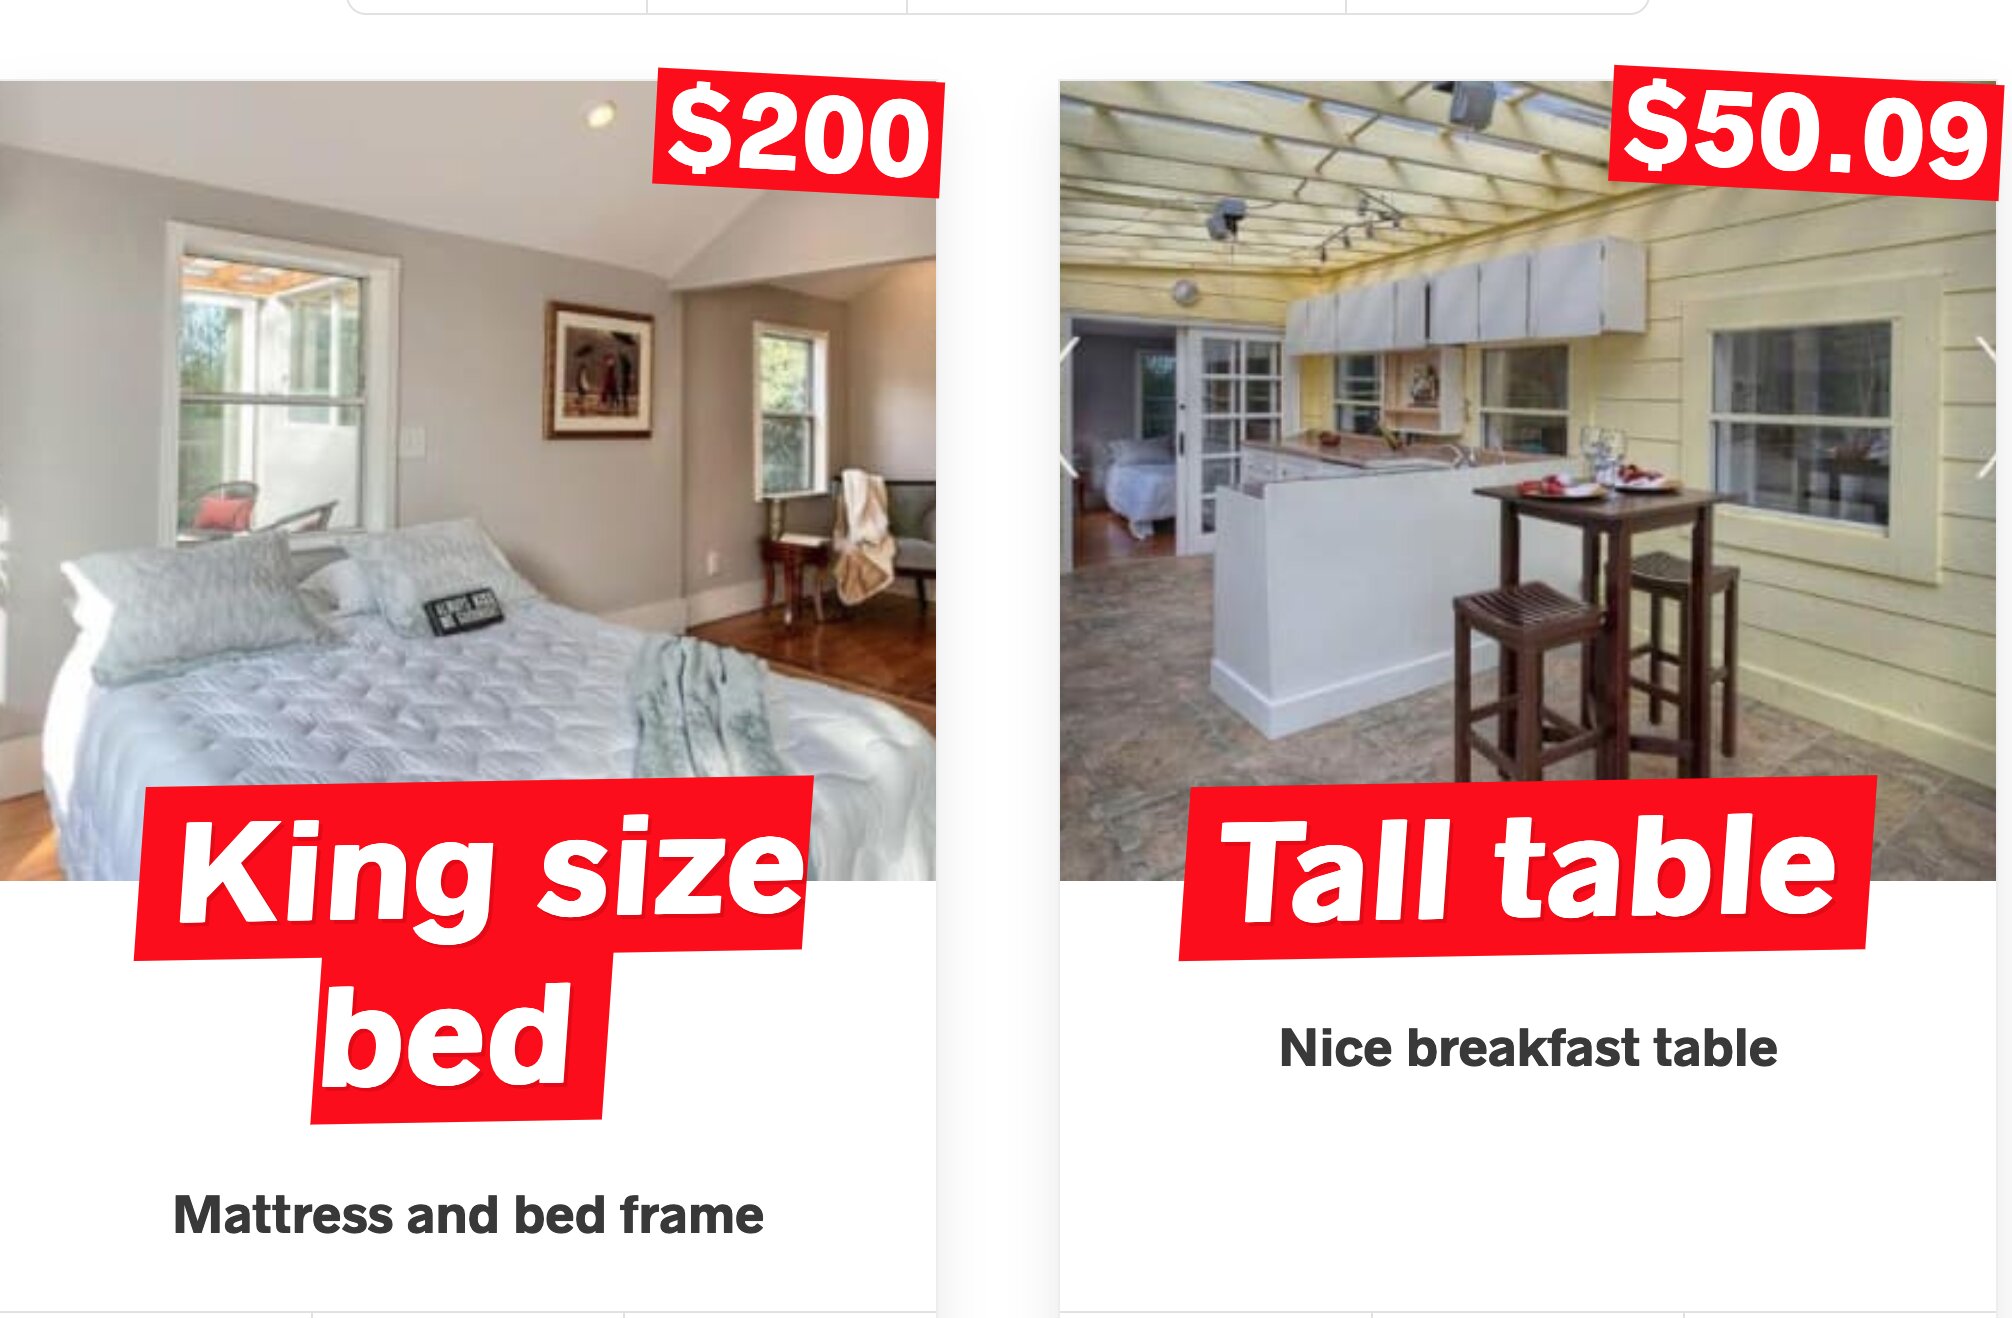 $200
King size
bed
Mattress and bed frame
$50.09
Tall table
Nice breakfast table